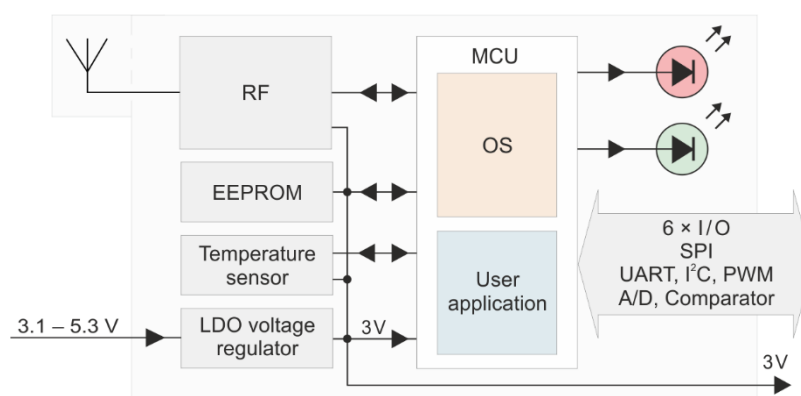 MCU
RF
OS
EEPROM
6 × I/O
SPI
UART, I²C, PWM
A/D, Comparator
Temperature
sensor
User
application
3.1 – 5.3 V
LDO voltage
regulator
3V
3V